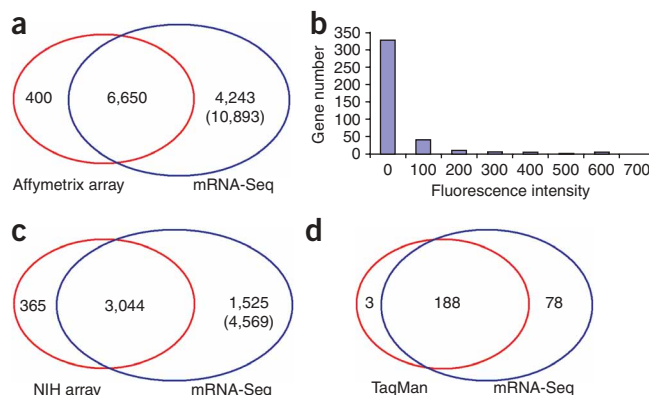 a
400
6,650
4,243
(10,893)
Affymetrix array
mRNA-Seq
b
Gene number
350
300
250
200
150
100
50
0
0 100 200 300 400 500 600 700
Fluorescence intensity
c
365
3,044
1,525
(4,569)
NIH array
mRNA-Seq
d
3
188
78
TaqMan
mRNA-Seq